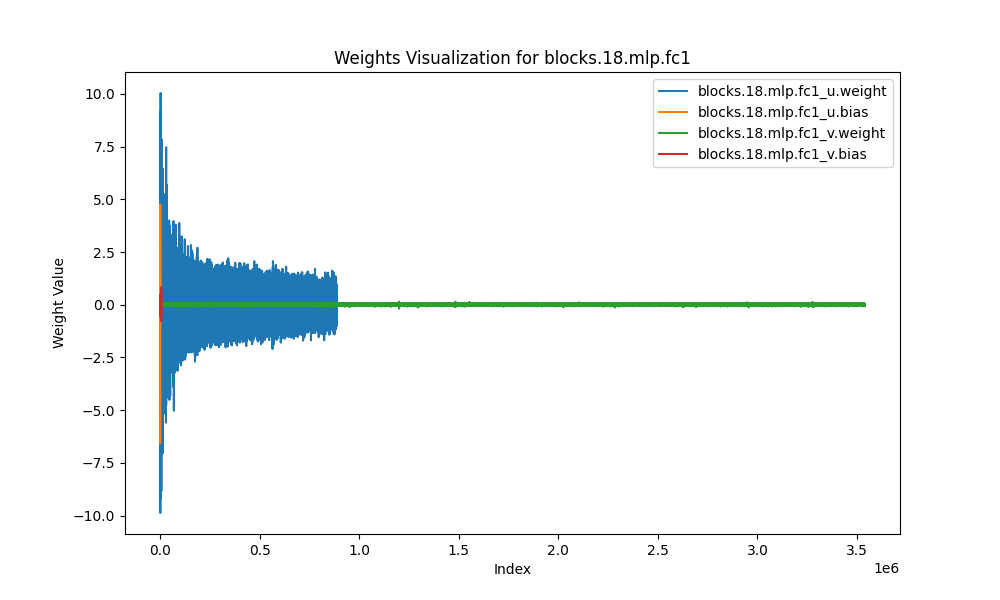 Weights Visualization for blocks.18.mlp.fc1
blocks.18.mlp.fc1_u.weight
blocks.18.mlp.fc1_u.bias
blocks.18.mlp.fc1_v.weight
blocks.18.mlp.fc1_v.bias
Weight Value
10.0
7.5
5.0
2.5
0.0
−2.5
−5.0
−7.5
−10.0
0.0 0.5 1.0 1.5 2.0 2.5 3.0 3.5
1e6
Index